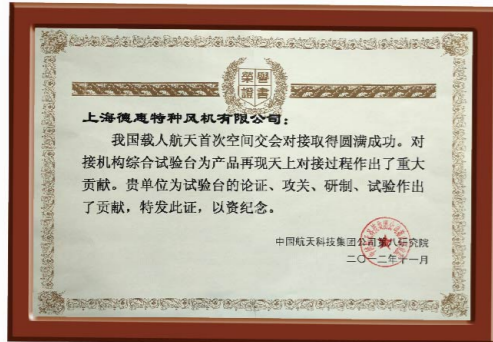 榮譽
證書
上海德惠特种风机有限公司：
我国载人航天首次空间交会对接取得圆满成功。对
接机构综合试验台为产品再现天上对接过程作出了重大
贡献。贵单位为试验台的论证、攻关、研制、试验作出
了贡献，特发此证，以资纪念。
中国航天科技集团公司第八研究院
二〇一二年十一月